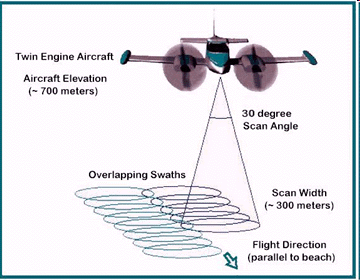 Twin Engine Aircraft
Aircraft Elevation
(~ 700 meters)
30 degree
Scan Angle
Overlapping Swaths
Scan Width
(~ 300 meters)
Flight Direction
(parallel to beach)